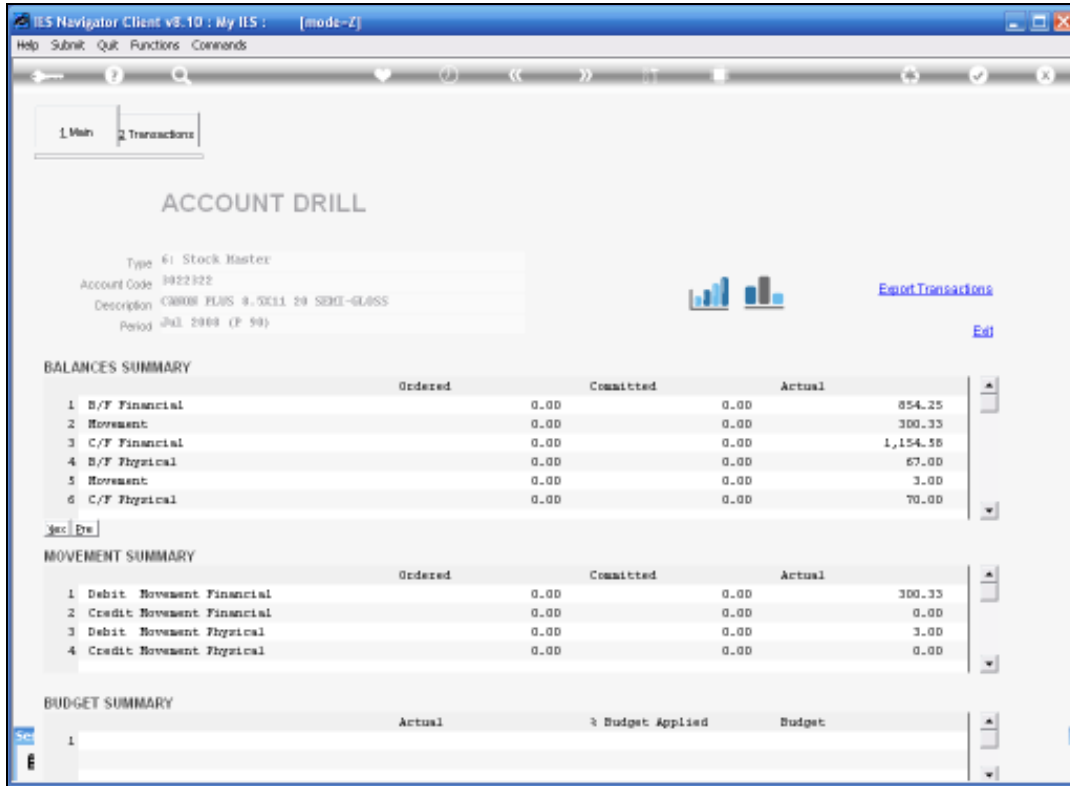 IES Navigator Client v8.10 : My IES : [mode-Z]
Help Submit Quit Functions Commands
1 Main 2 Transactions
ACCOUNT DRILL
Type 6: Stock Master
Account Code 3022322
Description CANON PLUS 8.5X11 20 SEMI-GLOSS
Period Jul 2008 (P 90)
Export Transactions
Exit
BALANCES SUMMARY
Ordered Committed Actual
1 B/F Financial 0.00 0.00 854.25
2 Movement 0.00 0.00 300.33
3 C/F Financial 0.00 0.00 1,154.58
4 B/F Physical 0.00 0.00 67.00
5 Movement 0.00 0.00 3.00
6 C/F Physical 0.00 0.00 70.00
Nex Pre
MOVEMENT SUMMARY
Ordered Committed Actual
1 Debit Movement Financial 0.00 0.00 300.33
2 Credit Movement Financial 0.00 0.00 0.00
3 Debit Movement Physical 0.00 0.00 3.00
4 Credit Movement Physical 0.00 0.00 0.00
BUDGET SUMMARY
Actual % Budget Applied Budget
1